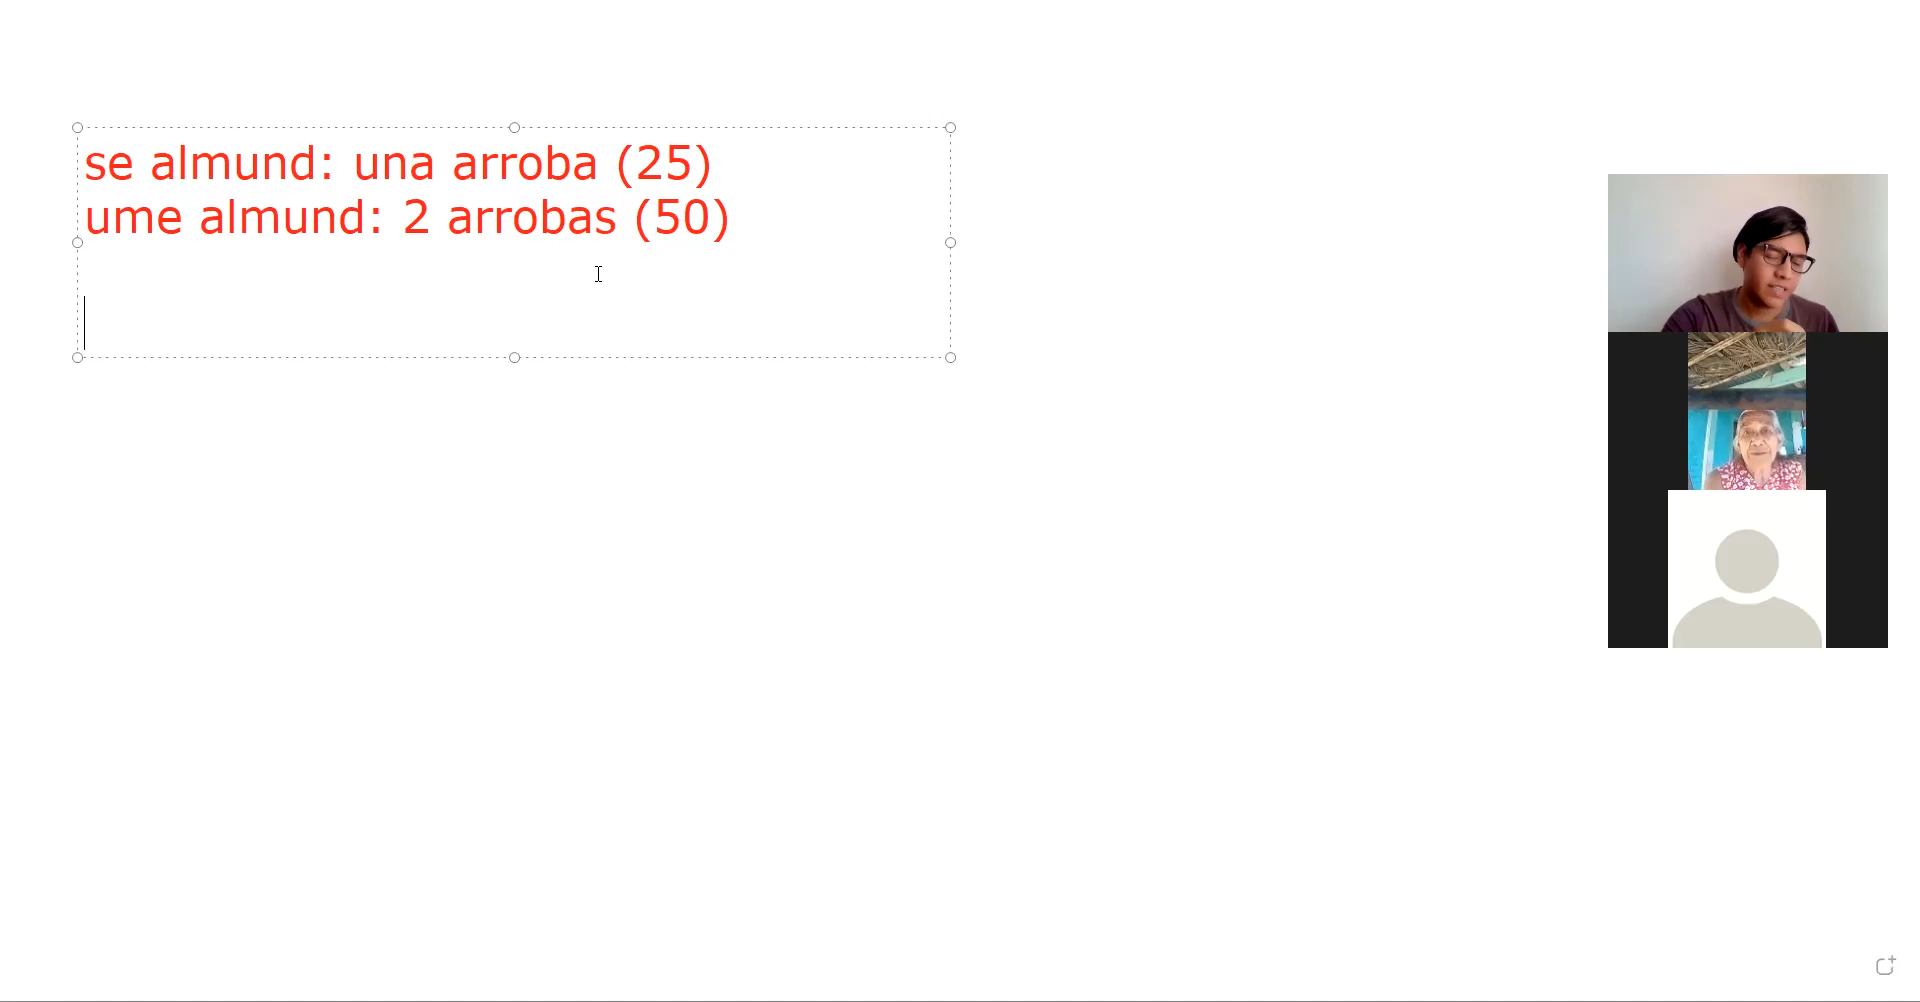 se almund: una arroba (25)
ume almund: 2 arrobas (50)